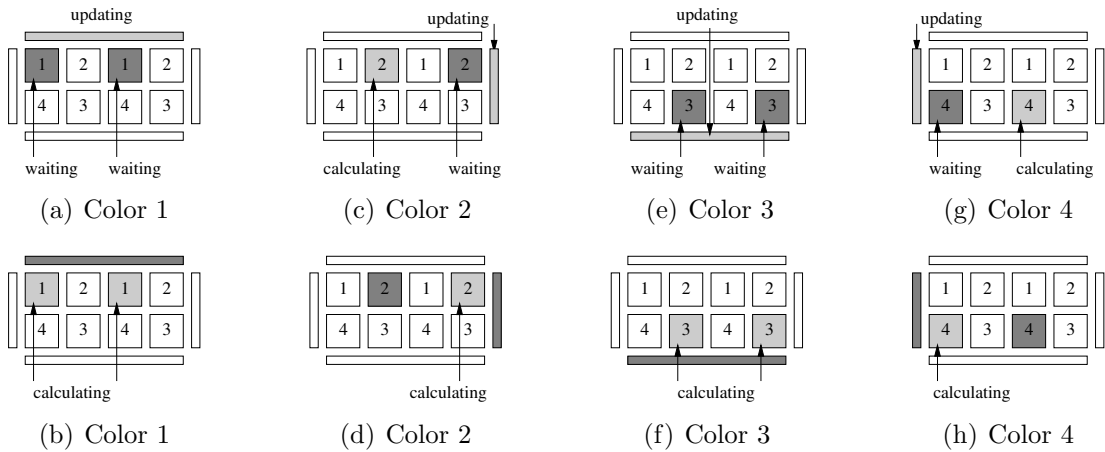 updating
1 2 1 2
4 3 4 3
waiting waiting
(a) Color 1
updating
1 2 1 2
4 3 4 3
calculating waiting
(c) Color 2
updating
1 2 1 2
4 3 4 3
waiting waiting
(e) Color 3
updating
1 2 1 2
4 3 4 3
waiting calculating
(g) Color 4
1 2 1 2
4 3 4 3
calculating
(b) Color 1
1 2 1 2
4 3 4 3
calculating
(d) Color 2
1 2 1 2
4 3 4 3
calculating
(f) Color 3
1 2 1 2
4 3 4 3
calculating
(h) Color 4